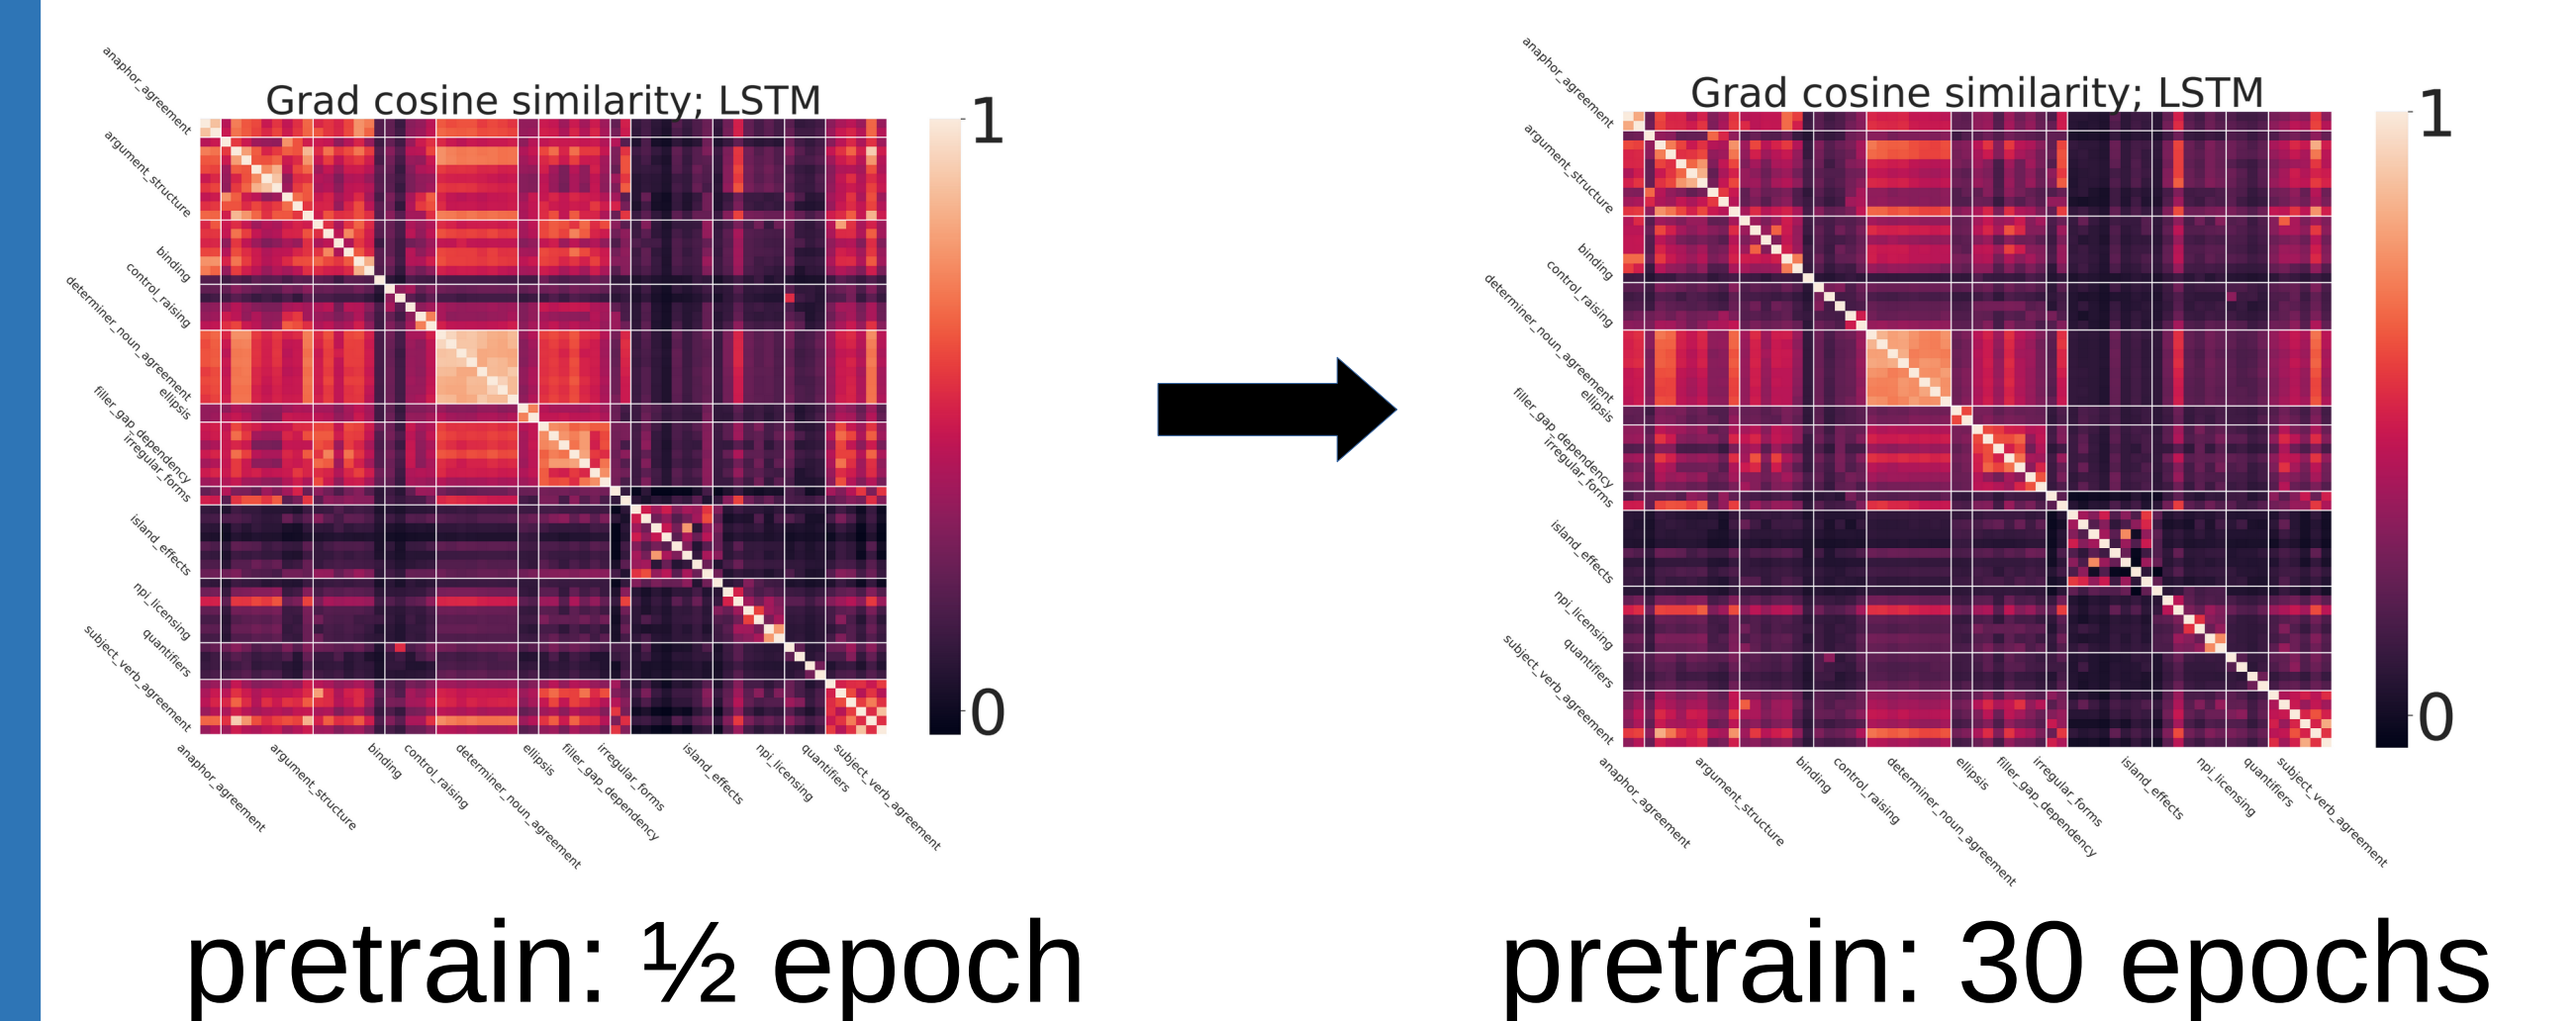 Grad cosine similarity; LSTM
anaphor_agreement
argument_structure
binding
control_raising
determiner_noun_agreement
ellipsis
filler_gap_dependency
irregular_forms
island_effects
npi_licensing
quantifiers
subject_verb_agreement
1
0
anaphor_agreement
argument_structure
binding
control_raising
determiner_noun_agreement
ellipsis
filler_gap_dependency
irregular_forms
island_effects
npi_licensing
quantifiers
subject_verb_agreement
pretrain: ½ epoch
Grad cosine similarity; LSTM
anaphor_agreement
argument_structure
binding
control_raising
determiner_noun_agreement
ellipsis
filler_gap_dependency
irregular_forms
island_effects
npi_licensing
quantifiers
subject_verb_agreement
1
0
anaphor_agreement
argument_structure
binding
control_raising
determiner_noun_agreement
ellipsis
filler_gap_dependency
irregular_forms
island_effects
npi_licensing
quantifiers
subject_verb_agreement
pretrain: 30 epochs